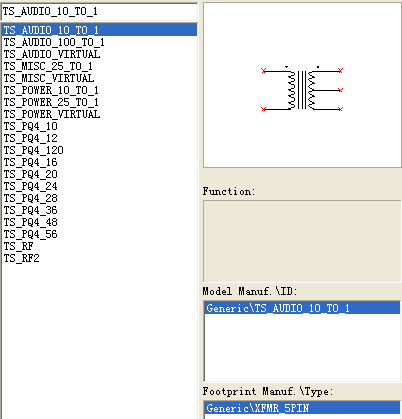 TS_AUDIO_10_TO_1
TS_AUDIO_10_TO_1
TS_AUDIO_100_TO_1
TS_AUDIO_VIRTUAL
TS_MISC_25_TO_1
TS_MISC_VIRTUAL
TS_POWER_10_TO_1
TS_POWER_25_TO_1
TS_POWER_VIRTUAL
TS_PQ4_10
TS_PQ4_12
TS_PQ4_120
TS_PQ4_16
TS_PQ4_20
TS_PQ4_24
TS_PQ4_28
TS_PQ4_36
TS_PQ4_48
TS_PQ4_56
TS_RF
TS_RF2
Function:
Model Manuf.\ID:
Generic\TS_AUDIO_10_TO_1
Footprint Manuf.\Type:
Generic\XFMR_5PIN